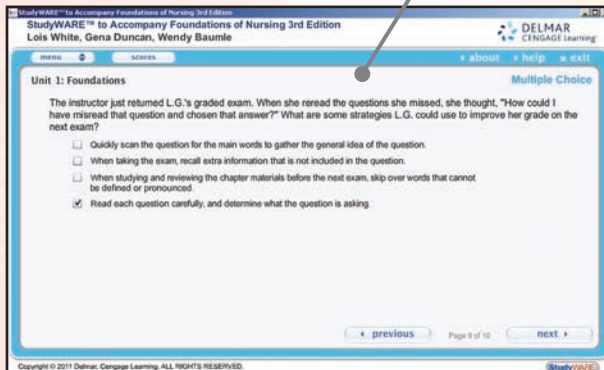 StudyWARE™ to Accompany Foundations of Nursing 3rd Edition
StudyWARE™ to Accompany Foundations of Nursing 3rd Edition
Lois White, Gena Duncan, Wendy Baumle
DELMAR
CENGAGE Learning
menu
scores
about
help
x exit
Unit 1: Foundations
Multiple Choice
The instructor just returned L.G.'s graded exam. When she reread the questions she missed, she thought, "How could I
have misread that question and chosen that answer?" What are some strategies L.G. could use to improve her grade on the
next exam?
Quickly scan the question for the main words to gather the general idea of the question.
When taking the exam, recall extra information that is not included in the question.
When studying and reviewing the chapter materials before the next exam, skip over words that cannot
be defined or pronounced.
Read each question carefully, and determine what the question is asking.
previous
Page 9 of 10
next
Copyright © 2011 Delmar, Cengage Learning. ALL RIGHTS RESERVED.
StudyWARE